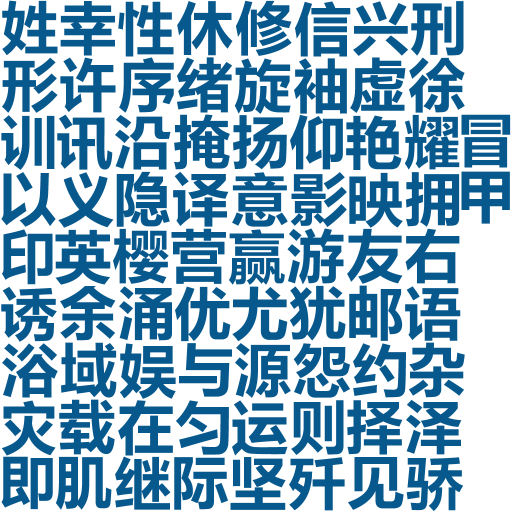 姓幸性休修信兴刑
形许序绪旋袖虚徐
训讯沿掩扬仰艳耀冒
以义隐译意影映拥甲
印英樱营赢游友右
诱余涌优尤犹邮语
浴域娱与源怨约杂
灾载在匀运则择泽
即肌继际坚歼见骄